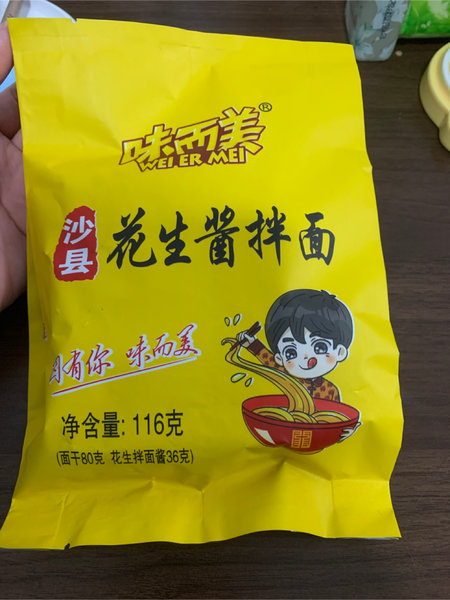 味而美®
WEI ER MEI
沙县
花生酱拌面
因有你 味而美
净含量: 116克
(面干80克 花生拌面酱36克)